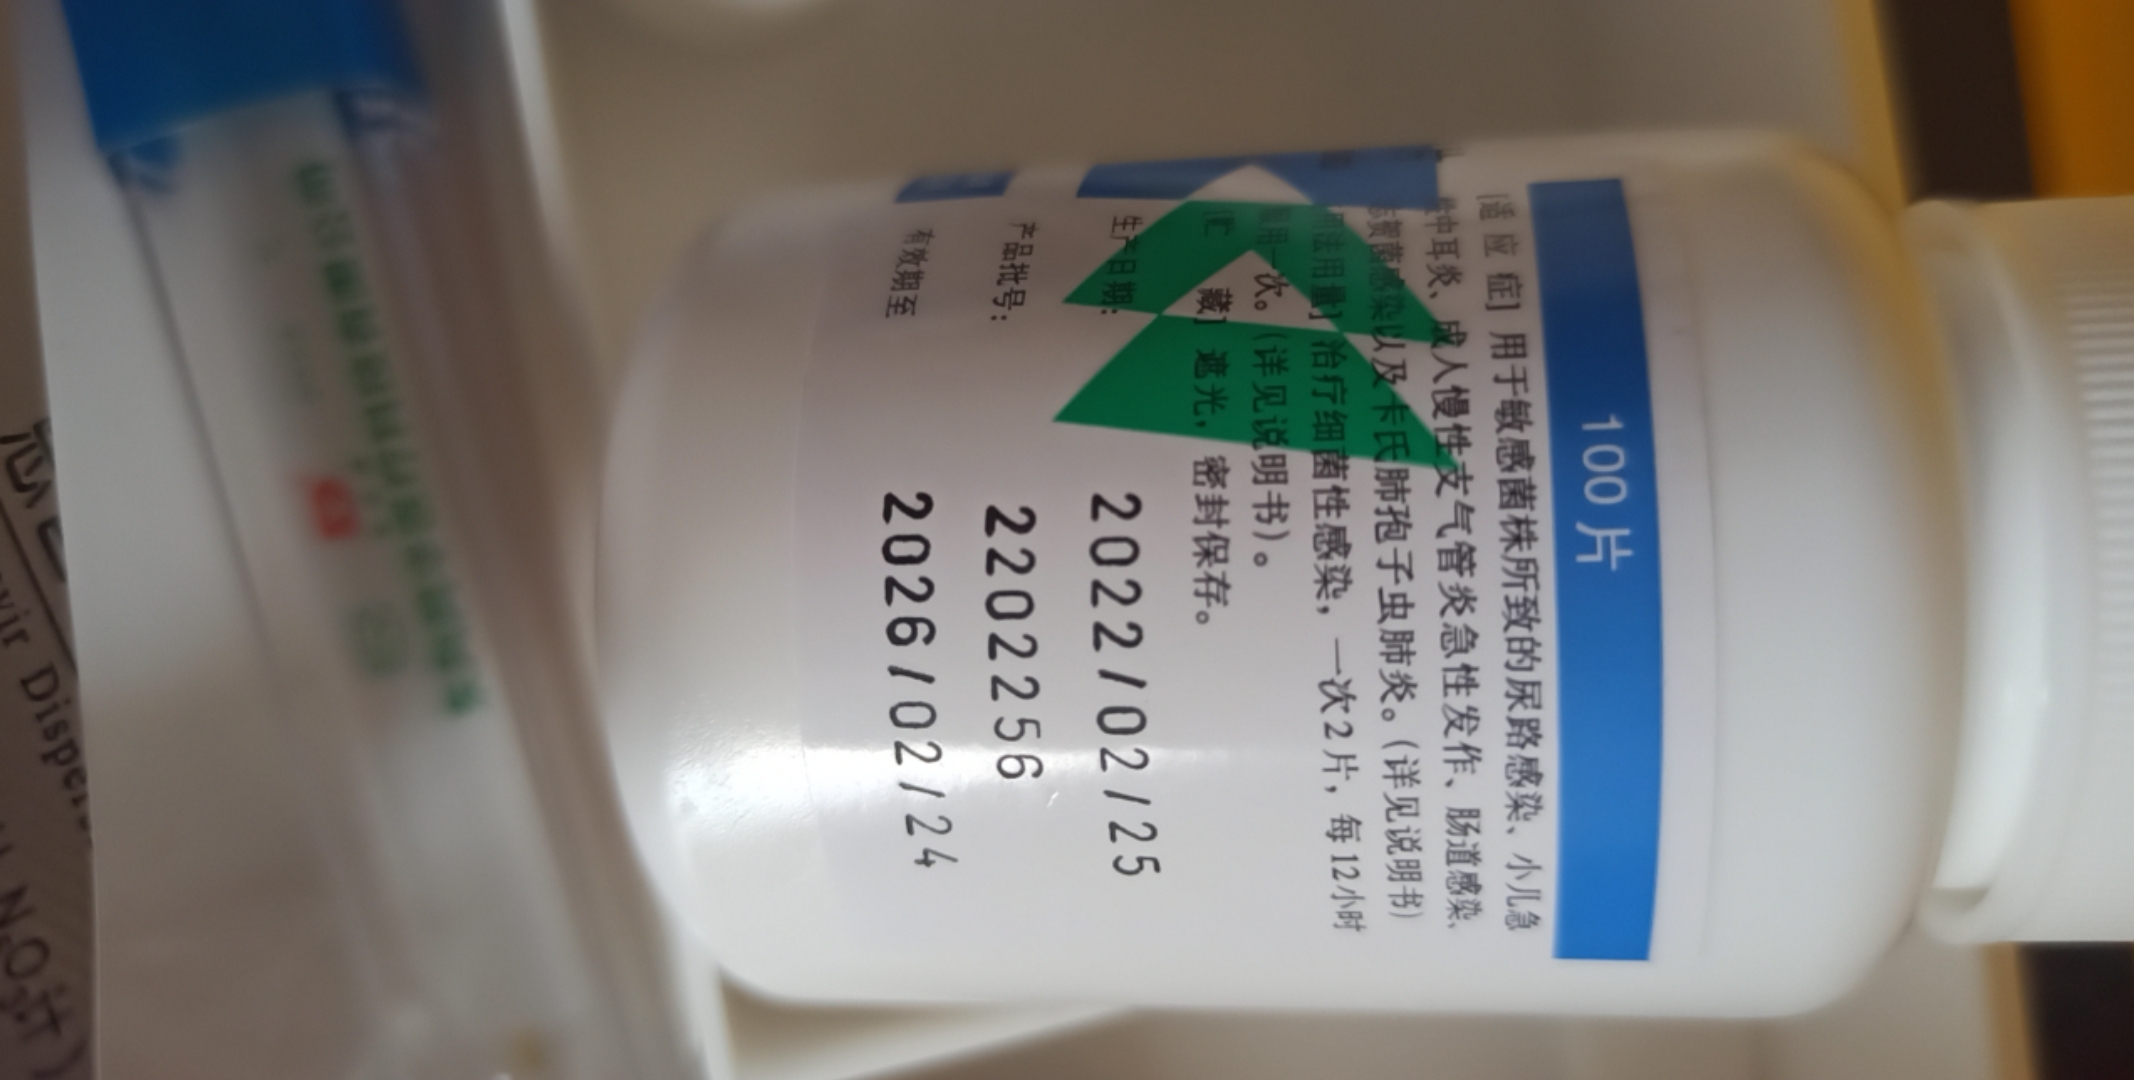 100片
[适 应 症] 用于敏感菌株所致的尿路感染、小儿急
性中耳炎、成人慢性支气管炎急性发作、肠道感染、
志贺菌感染以及卡氏肺孢子虫肺炎。(详见说明书)
[用法用量] 治疗细菌性感染，一次2片，每12小时
服用一次。(详见说明书)。
[贮 藏] 遮光，密封保存。
生产日期: 2022/02/25
产品批号: 2202256
有效期至 2026/02/24
vir Disper